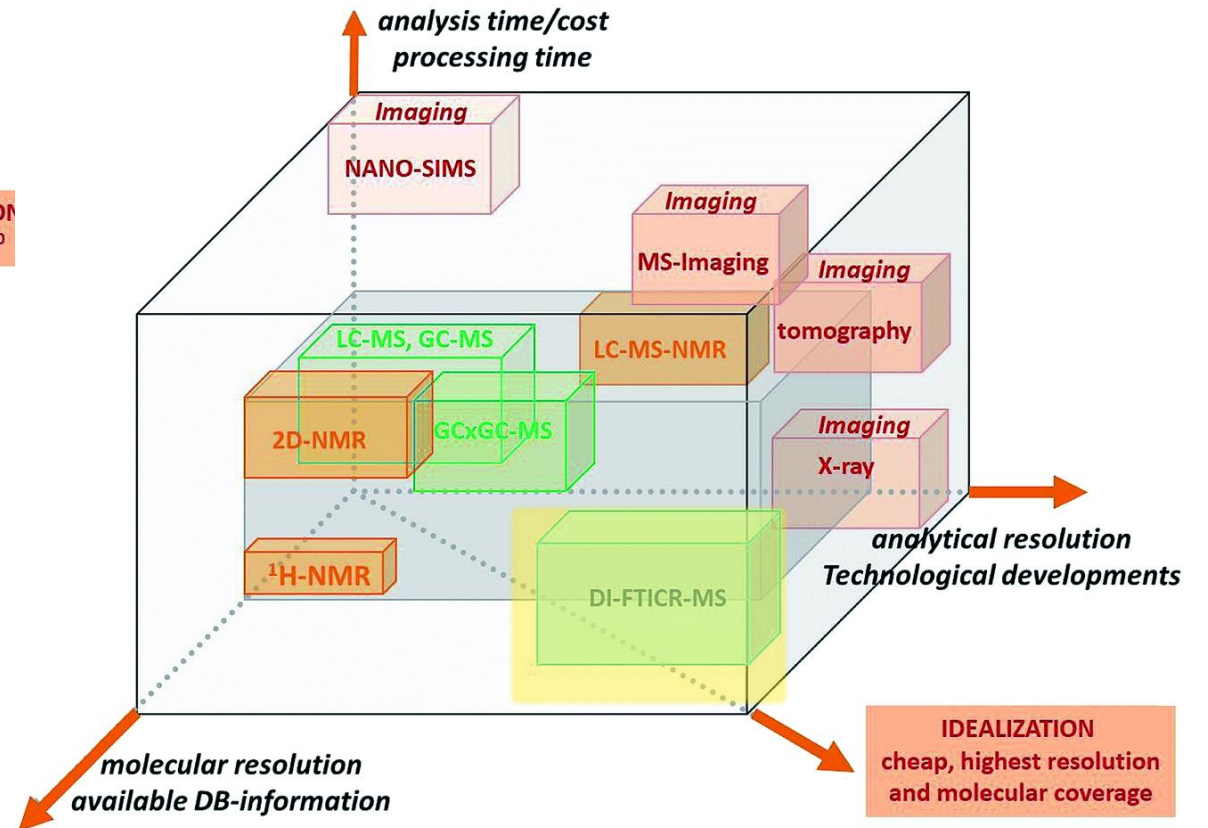 analysis time/cost
processing time
Imaging
NANO-SIMS
Imaging
MS-Imaging
Imaging
tomography
LC-MS, GC-MS
LC-MS-NMR
2D-NMR
GCxGC-MS
Imaging
X-ray
analytical resolution
Technological developments
¹H-NMR
DI-FTICR-MS
IDEALIZATION
cheap, highest resolution
and molecular coverage
molecular resolution
available DB-information